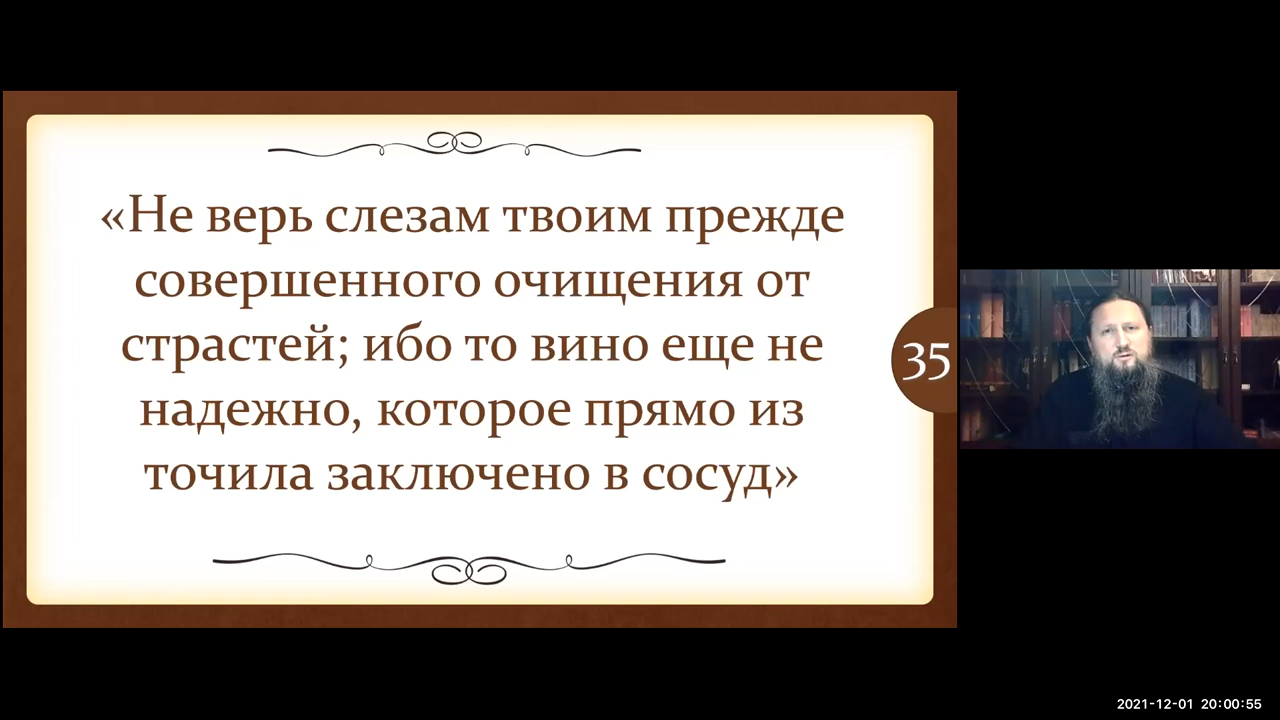 «Не верь слезам твоим прежде
совершенного очищения от
страстей; ибо то вино еще не
надежно, которое прямо из
точила заключено в сосуд»
35
2021-12-01 20:00:55